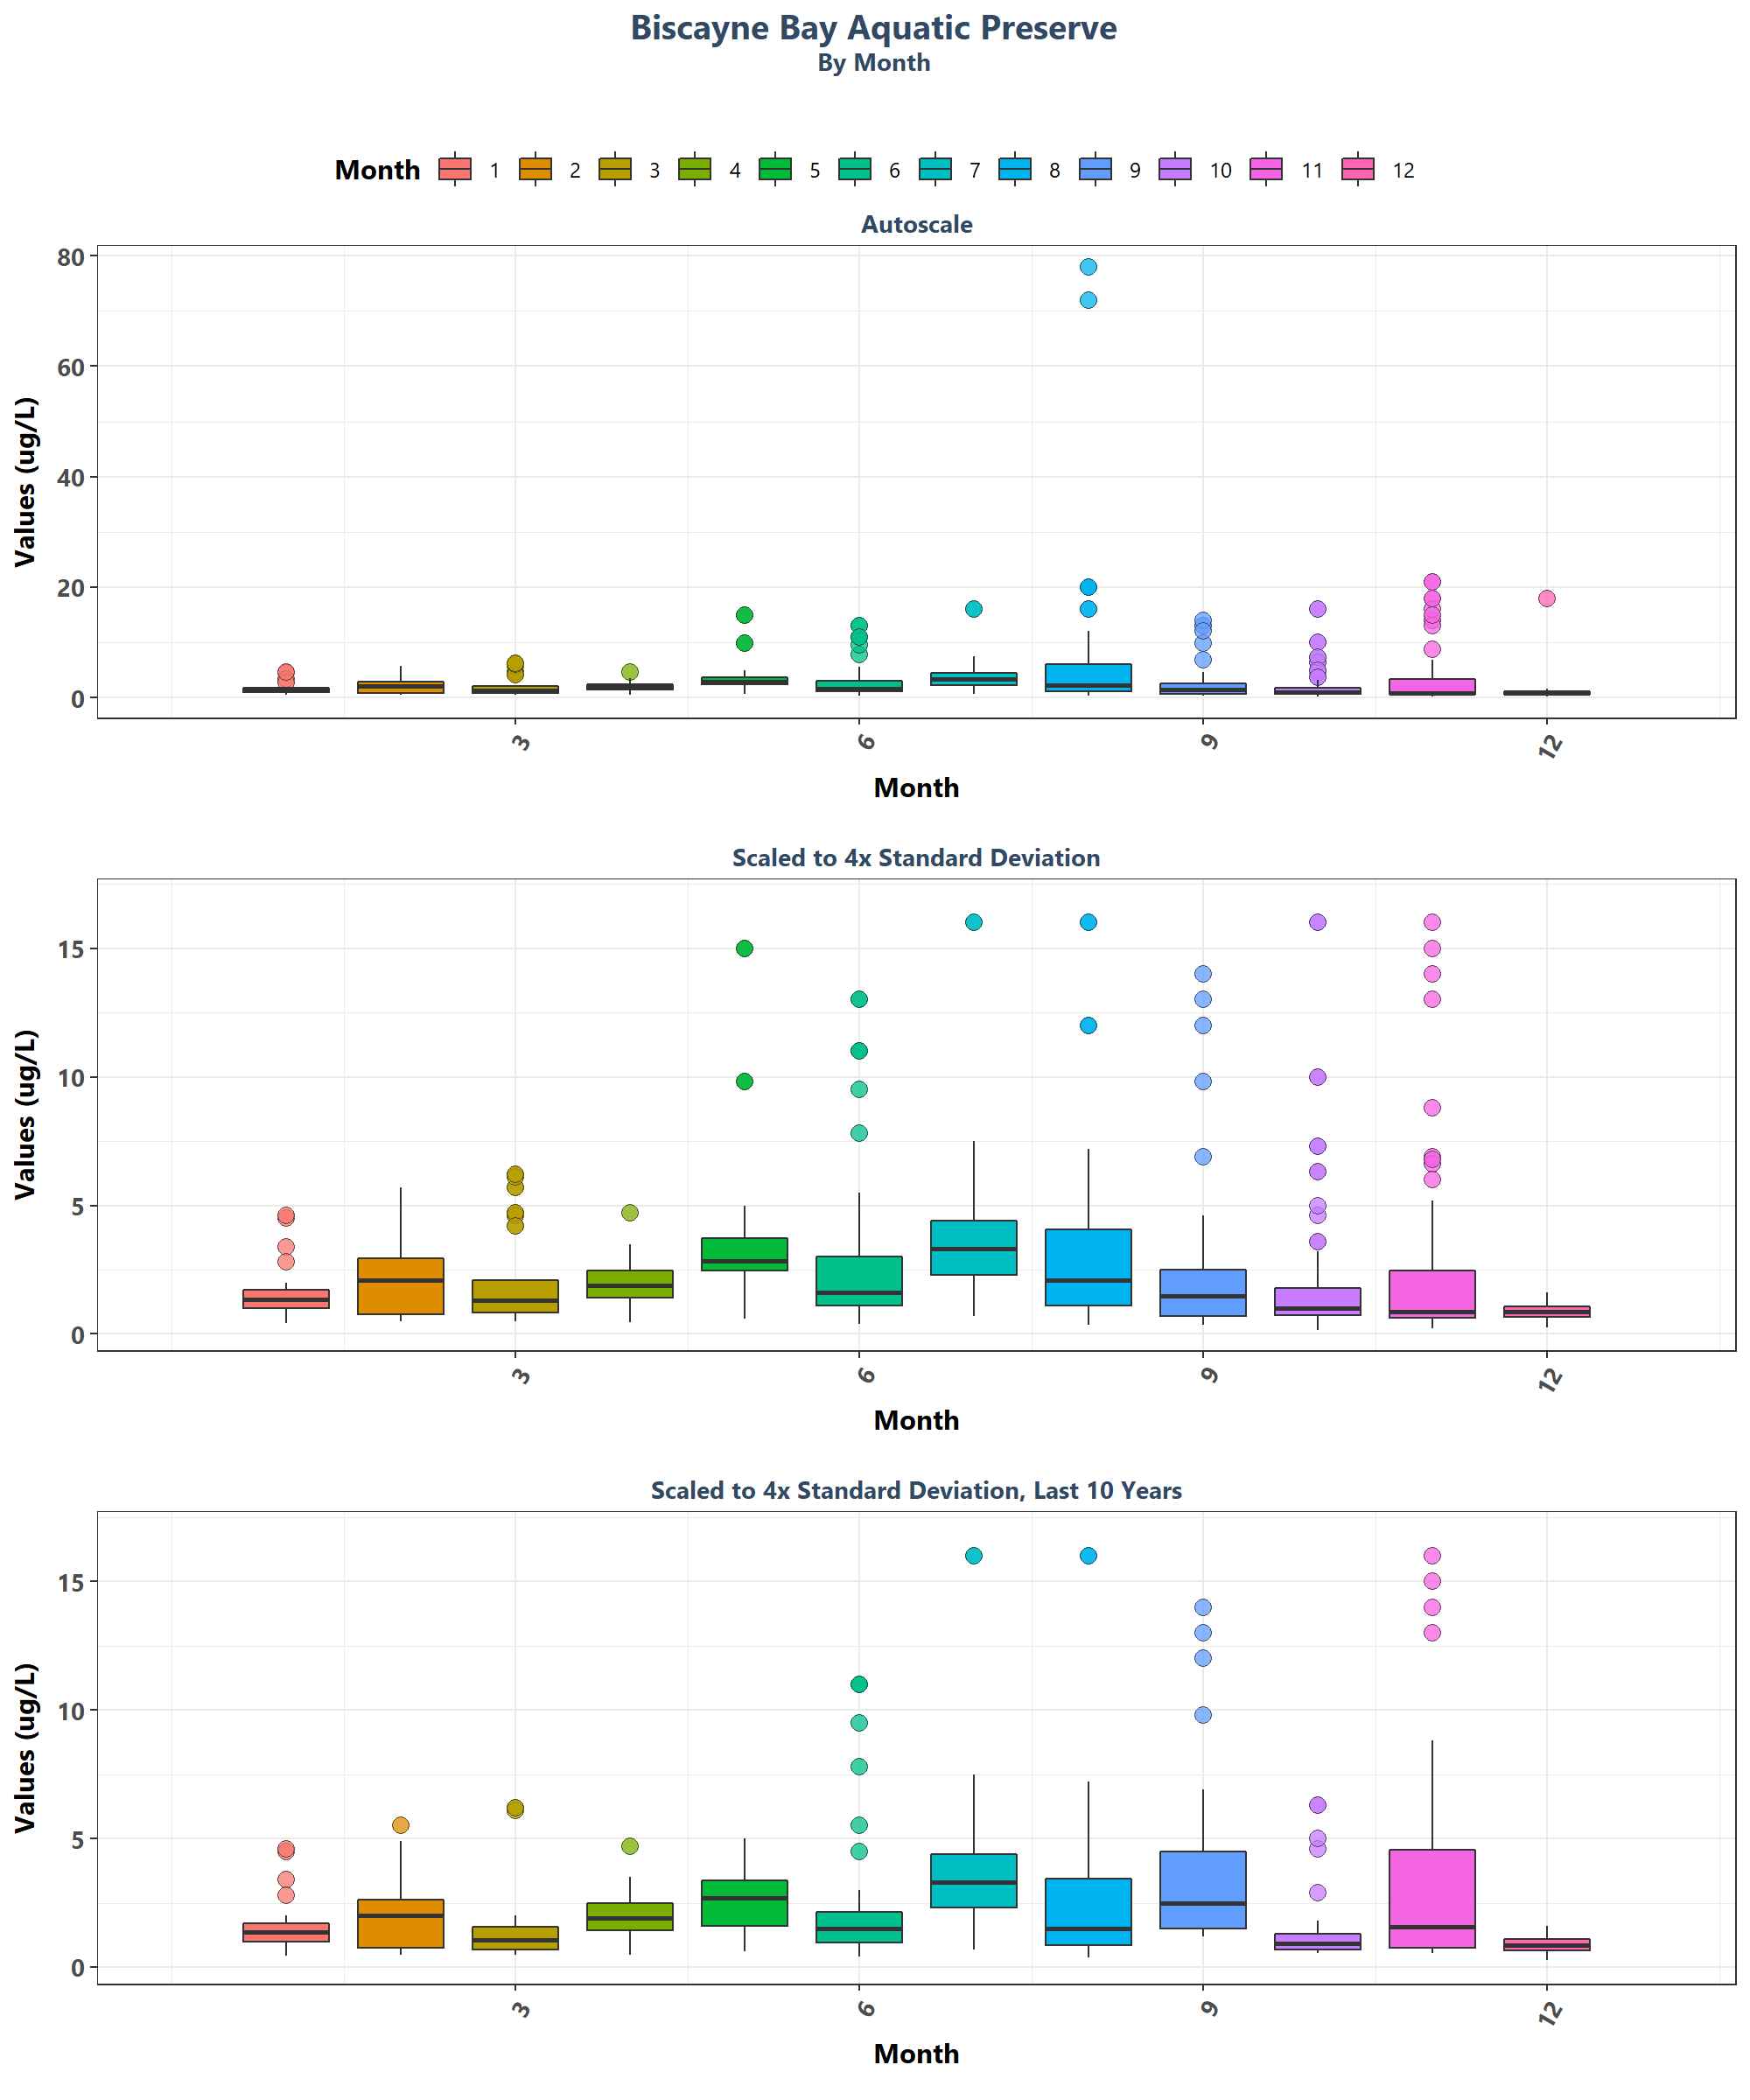 Biscayne Bay Aquatic Preserve
By Month
Month 1 2 3 4 5 6 7 8 9 10 11 12
Autoscale
Values (ug/L)
80
60
40
20
0
3 6 9 12
Month
Scaled to 4x Standard Deviation
Values (ug/L)
15
10
5
0
3 6 9 12
Month
Scaled to 4x Standard Deviation, Last 10 Years
Values (ug/L)
15
10
5
0
3 6 9 12
Month